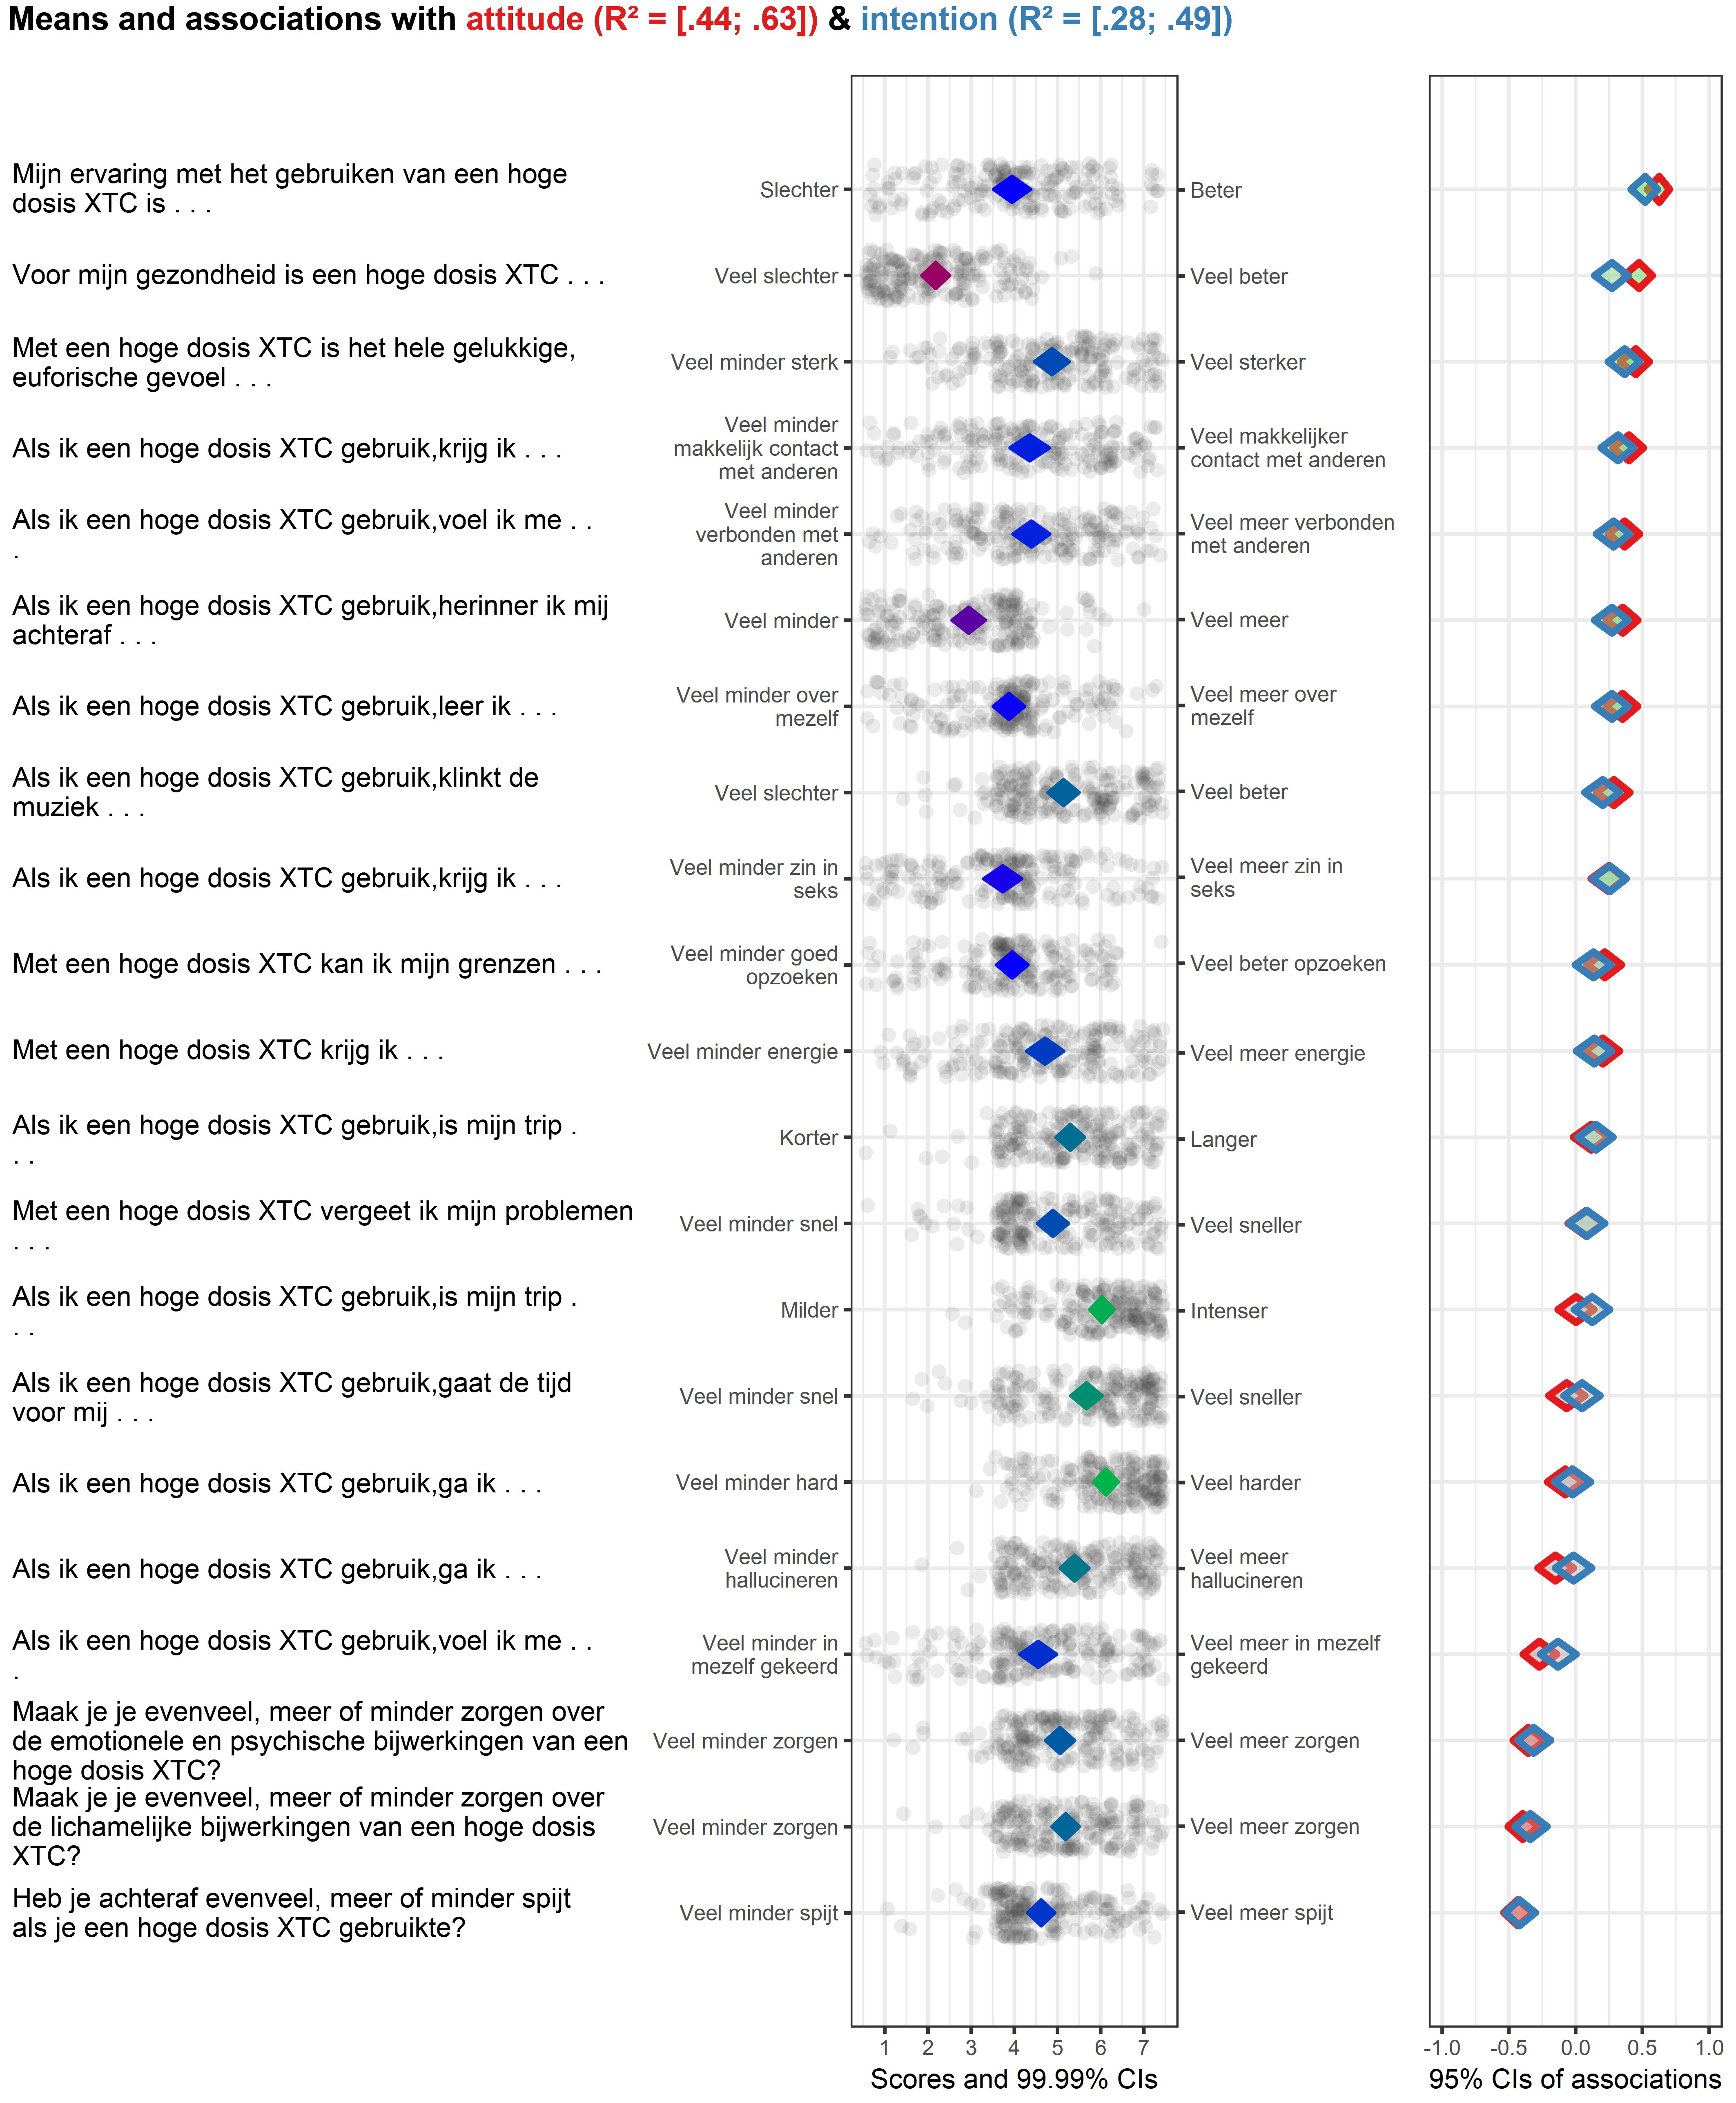 Means and associations with attitude (R² = [.44; .63]) & intention (R² = [.28; .49])
Mijn ervaring met het gebruiken van een hoge
dosis XTC is . . .
Slechter
Beter
Voor mijn gezondheid is een hoge dosis XTC . . .
Veel slechter
Veel beter
Met een hoge dosis XTC is het hele gelukkige,
euforische gevoel . . .
Veel minder sterk
Veel sterker
Als ik een hoge dosis XTC gebruik,krijg ik . . .
Veel minder
makkelijk contact
met anderen
Veel makkelijker
contact met anderen
Als ik een hoge dosis XTC gebruik,voel ik me . .
.
Veel minder
verbonden met
anderen
Veel meer verbonden
met anderen
Als ik een hoge dosis XTC gebruik,herinner ik mij
achteraf . . .
Veel minder
Veel meer
Als ik een hoge dosis XTC gebruik,leer ik . . .
Veel minder over
mezelf
Veel meer over
mezelf
Als ik een hoge dosis XTC gebruik,klinkt de
muziek . . .
Veel slechter
Veel beter
Als ik een hoge dosis XTC gebruik,krijg ik . . .
Veel minder zin in
seks
Veel meer zin in
seks
Met een hoge dosis XTC kan ik mijn grenzen . . .
Veel minder goed
opzoeken
Veel beter opzoeken
Met een hoge dosis XTC krijg ik . . .
Veel minder energie
Veel meer energie
Als ik een hoge dosis XTC gebruik,is mijn trip .
. .
Korter
Langer
Met een hoge dosis XTC vergeet ik mijn problemen
. . .
Veel minder snel
Veel sneller
Als ik een hoge dosis XTC gebruik,is mijn trip .
. .
Milder
Intenser
Als ik een hoge dosis XTC gebruik,gaat de tijd
voor mij . . .
Veel minder snel
Veel sneller
Als ik een hoge dosis XTC gebruik,ga ik . . .
Veel minder hard
Veel harder
Als ik een hoge dosis XTC gebruik,ga ik . . .
Veel minder
hallucineren
Veel meer
hallucineren
Als ik een hoge dosis XTC gebruik,voel ik me . .
.
Veel minder in
mezelf gekeerd
Veel meer in mezelf
gekeerd
Maak je je evenveel, meer of minder zorgen over
de emotionele en psychische bijwerkingen van een
hoge dosis XTC?
Veel minder zorgen
Veel meer zorgen
Maak je je evenveel, meer of minder zorgen over
de lichamelijke bijwerkingen van een hoge dosis
XTC?
Veel minder zorgen
Veel meer zorgen
Heb je achteraf evenveel, meer of minder spijt
als je een hoge dosis XTC gebruikte?
Veel minder spijt
Veel meer spijt
1 2 3 4 5 6 7
Scores and 99.99% CIs
-1.0 -0.5 0.0 0.5 1.0
95% CIs of associations